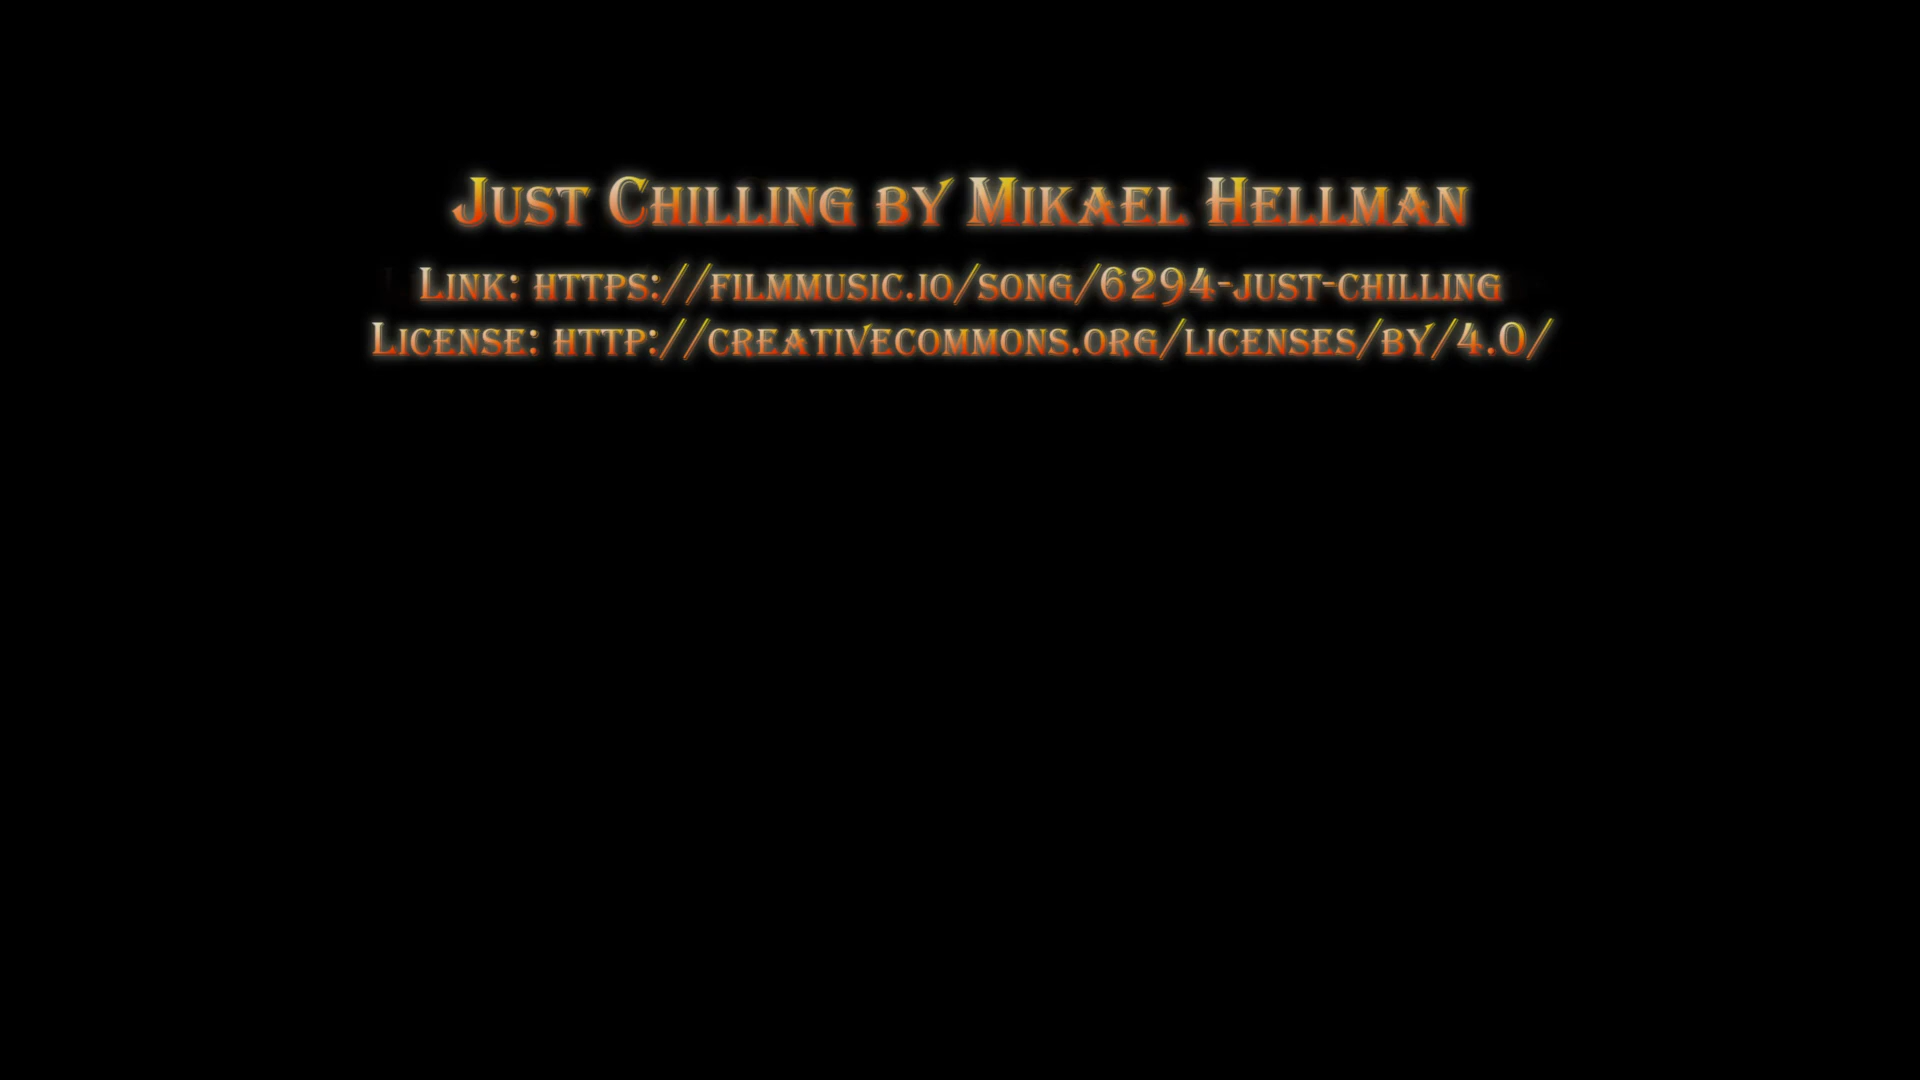 Just Chilling by Mikael Hellman
Link: https://filmmusic.io/song/6294-just-chilling
License: http://creativecommons.org/licenses/by/4.0/